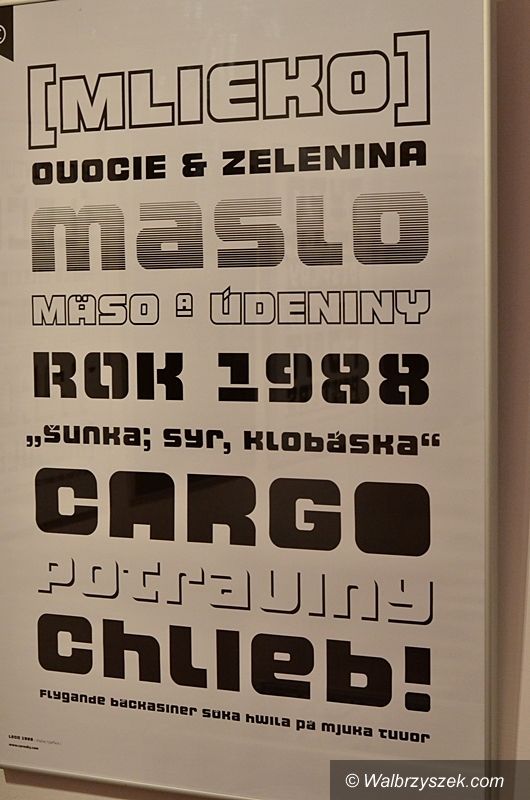 [MLIEKO]
OVOCIE & ZELENINA
maslo
MÄSO A ÚDENINY
ROK 1988
„šunka; syr, klobáska“
CARGO
potraviny
chlieb!
Flygande bäckasiner söka hwila på mjuka tuvor
© Walbrzyszek.com